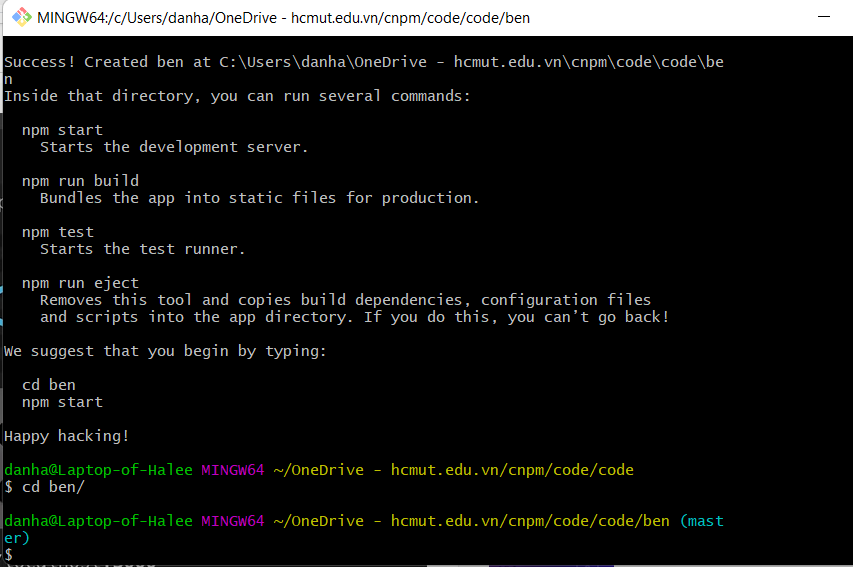 MINGW64:/c/Users/danha/OneDrive - hcmut.edu.vn/cnpm/code/code/ben
Success! Created ben at C:\Users\danha\OneDrive - hcmut.edu.vn\cnpm\code\code\be
n
Inside that directory, you can run several commands:
npm start
Starts the development server.
npm run build
Bundles the app into static files for production.
npm test
Starts the test runner.
npm run eject
Removes this tool and copies build dependencies, configuration files
and scripts into the app directory. If you do this, you can’t go back!
We suggest that you begin by typing:
cd ben
npm start
Happy hacking!
danha@Laptop-of-Halee MINGW64 ~/OneDrive - hcmut.edu.vn/cnpm/code/code
$ cd ben/
danha@Laptop-of-Halee MINGW64 ~/OneDrive - hcmut.edu.vn/cnpm/code/code/ben (mast
er)
$